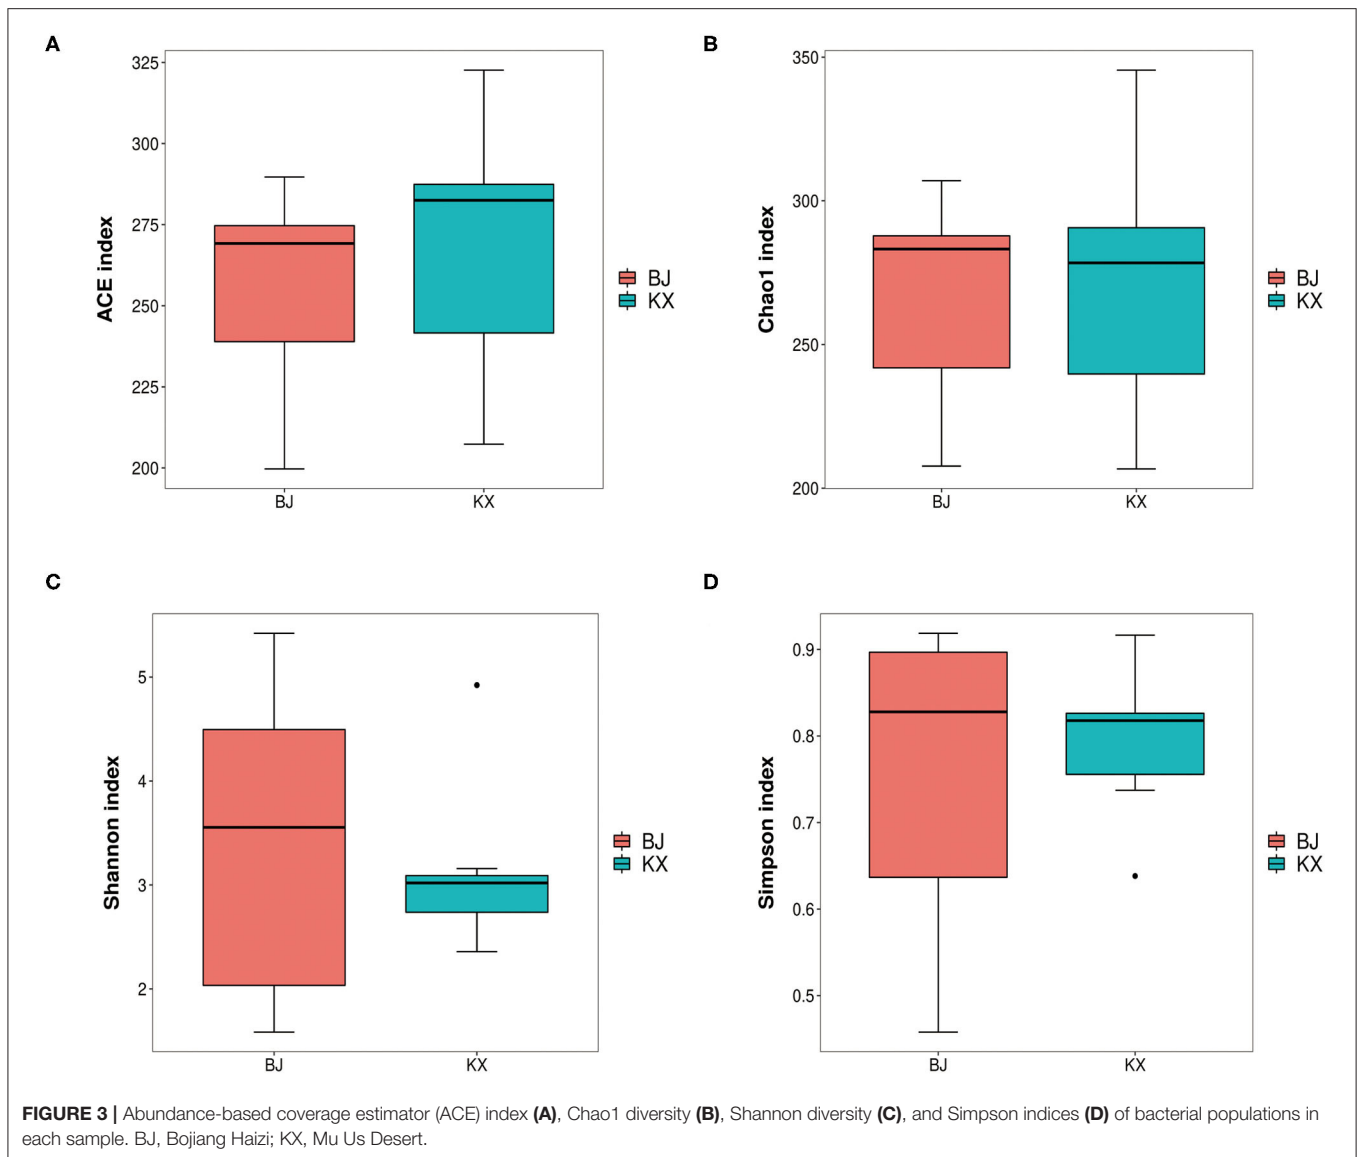 A
325
300
275
250
225
200
ACE index
BJ
KX
BJ
KX
B
350
300
250
200
Chao1 index
BJ
KX
BJ
KX
C
5
4
3
2
Shannon index
BJ
KX
BJ
KX
D
0.9
0.8
0.7
0.6
0.5
Simpson index
BJ
KX
BJ
KX
FIGURE 3 | Abundance-based coverage estimator (ACE) index (A), Chao1 diversity (B), Shannon diversity (C), and Simpson indices (D) of bacterial populations in
each sample. BJ, Bojiang Haizi; KX, Mu Us Desert.